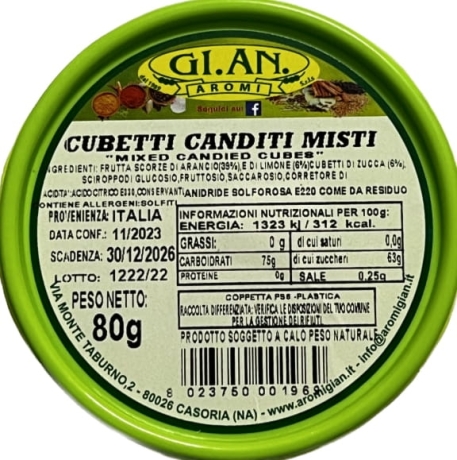 GI.AN.
AROMI
dal 1989
S.r.l.s
Seguici sui f
CUBETTI CANDITI MISTI
"MIXED CANDIED CUBES"
INGREDIENTI: FRUTTA SCORZE DI ARANCIO(39%),E DI LIMONE (6%)CUBETTI DI ZUCCA (6%),
SCIROPPO DI GLUCOSIO,FRUTTOSIO,SACCAROSIO,CORRETORE DI
ACIDITA':ACIDO CITRICO E330,CONSERVANTI ANIDRIDE SOLFOROSA E220 COME DA RESIDUO
CONTIENE ALLERGENI:SOLFITI
PROVENIENZA: ITALIA
DATA CONF.: 11/2023
SCADENZA: 30/12/2026
LOTTO: 1222/22
PESO NETTO:
80g
INFORMAZIONI NUTRIZIONALI PER 100g:
ENERGIA: 1323 kj / 312 kcal.
GRASSI: 0 g di cui saturi 0,0g
CARBOIDRATI 75g di cui zuccheri 63g
PROTEINE 0g SALE 0,25g
COPPETTA PS6 -PLASTICA
RACCOLTA DIFFERENZIATA: VERIFICA LE DISPOSIZIONI DEL TUO COMUNE
PER LA GESTIONE DEI RIFIUTI
PRODOTTO SOGGETTO A CALO PESO NATURALE
8 023750 001969
VIA MONTE TABURNO,2 - 80026 CASORIA (NA) - www.aromigian.it - info@aromigian.it